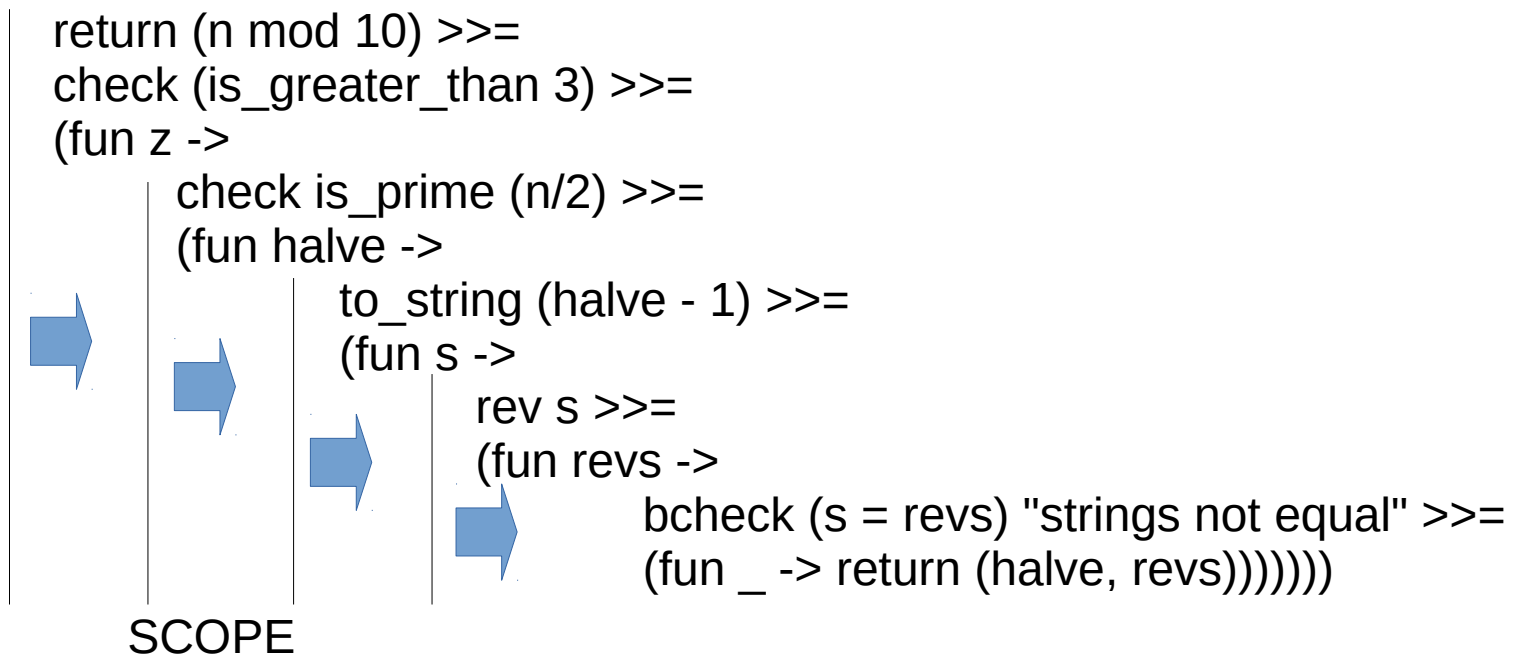 return (n mod 10) >>=
check (is_greater_than 3) >>=
(fun z ->
check is_prime (n/2) >>=
(fun halve ->
to_string (halve - 1) >>=
(fun s ->
rev s >>=
(fun revs ->
bcheck (s = revs) "strings not equal" >>=
(fun _ -> return (halve, revs)))))))
SCOPE